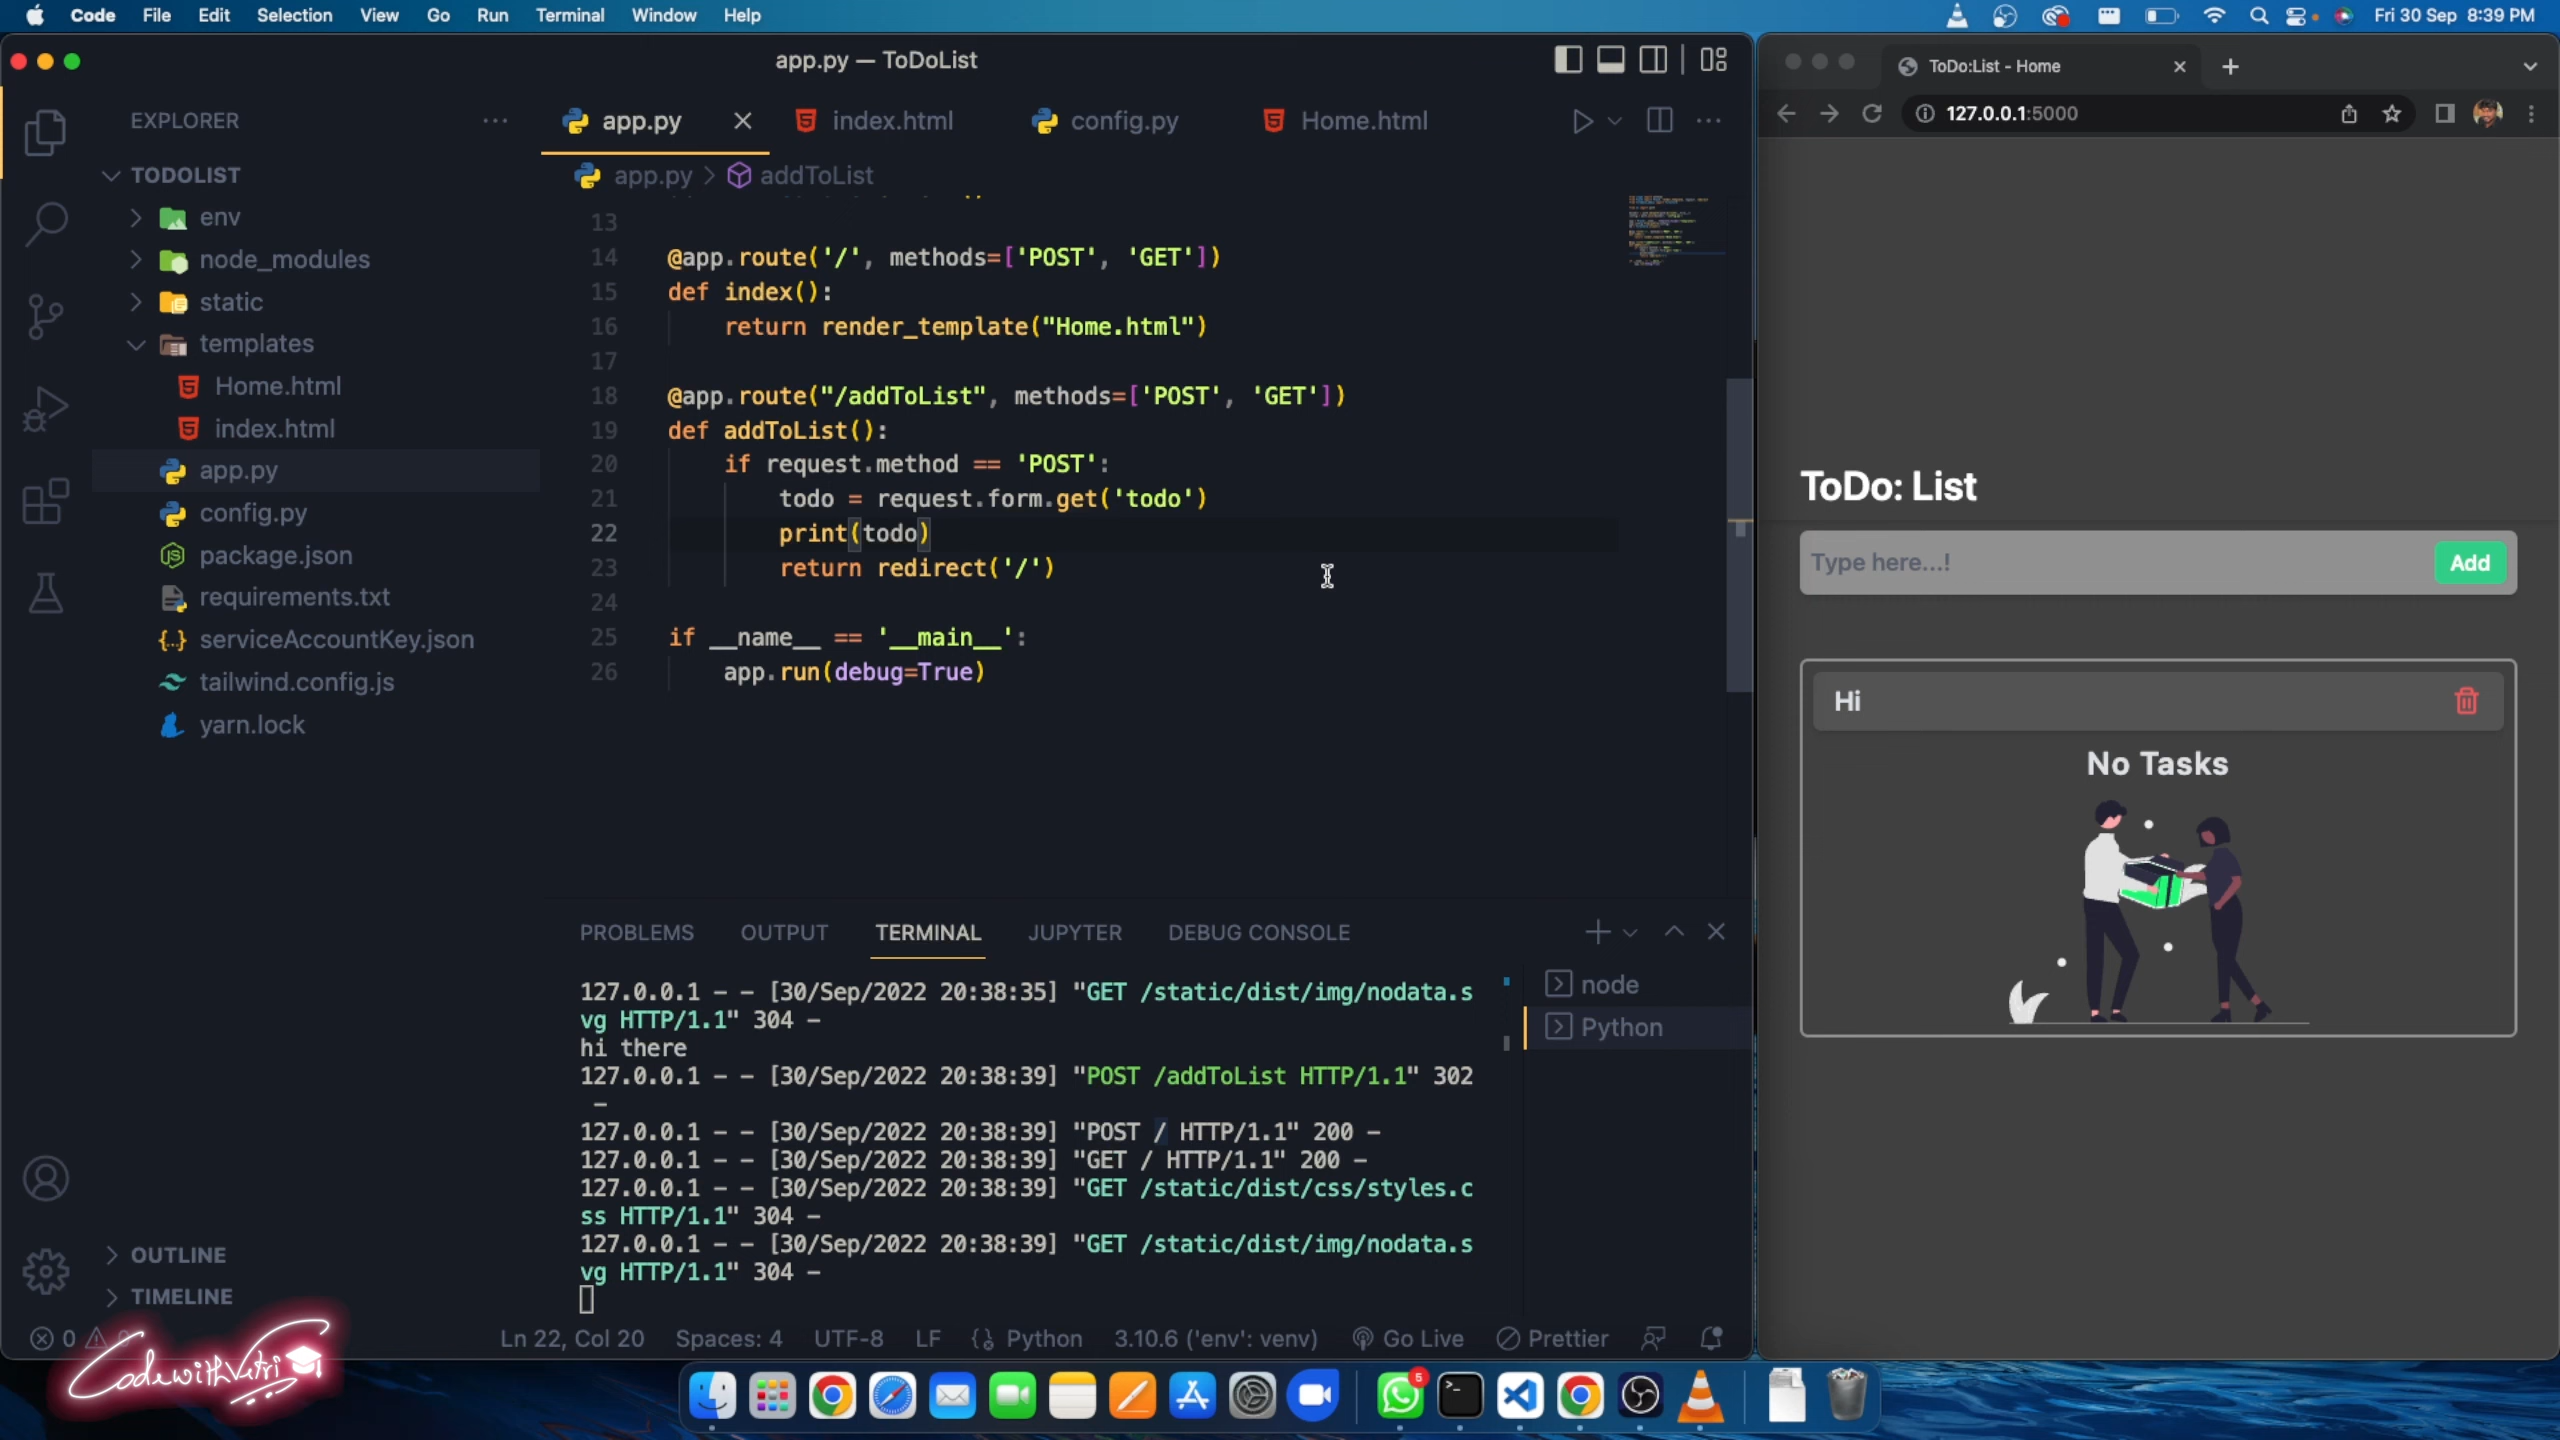 Code File Edit Selection View Go Run Terminal Window Help
Fri 30 Sep 8:39 PM
app.py — ToDoList
ToDo:List - Home
EXPLORER
app.py
index.html
config.py
Home.html
127.0.0.1:5000
app.py > addToList
TODOLIST
env
node_modules
static
templates
Home.html
index.html
app.py
config.py
package.json
requirements.txt
serviceAccountKey.json
tailwind.config.js
yarn.lock
13
14 @app.route('/', methods=['POST', 'GET'])
15 def index():
16 return render_template("Home.html")
17
18 @app.route("/addToList", methods=['POST', 'GET'])
19 def addToList():
20 if request.method == 'POST':
21 todo = request.form.get('todo')
22 print(todo)
23 return redirect('/')
24
25 if __name__ == '__main__':
26 app.run(debug=True)
ToDo: List
Type here...!
Add
Hi
No Tasks
PROBLEMS OUTPUT TERMINAL JUPYTER DEBUG CONSOLE
node
Python
127.0.0.1 - - [30/Sep/2022 20:38:35] "GET /static/dist/img/nodata.s
vg HTTP/1.1" 304 -
hi there
127.0.0.1 - - [30/Sep/2022 20:38:39] "POST /addToList HTTP/1.1" 302
-
127.0.0.1 - - [30/Sep/2022 20:38:39] "POST / HTTP/1.1" 200 -
127.0.0.1 - - [30/Sep/2022 20:38:39] "GET / HTTP/1.1" 200 -
127.0.0.1 - - [30/Sep/2022 20:38:39] "GET /static/dist/css/styles.c
ss HTTP/1.1" 304 -
127.0.0.1 - - [30/Sep/2022 20:38:39] "GET /static/dist/img/nodata.s
vg HTTP/1.1" 304 -
OUTLINE
TIMELINE
0
Ln 22, Col 20 Spaces: 4 UTF-8 LF Python 3.10.6 ('env': venv) Go Live Prettier
CodewithVetri
5